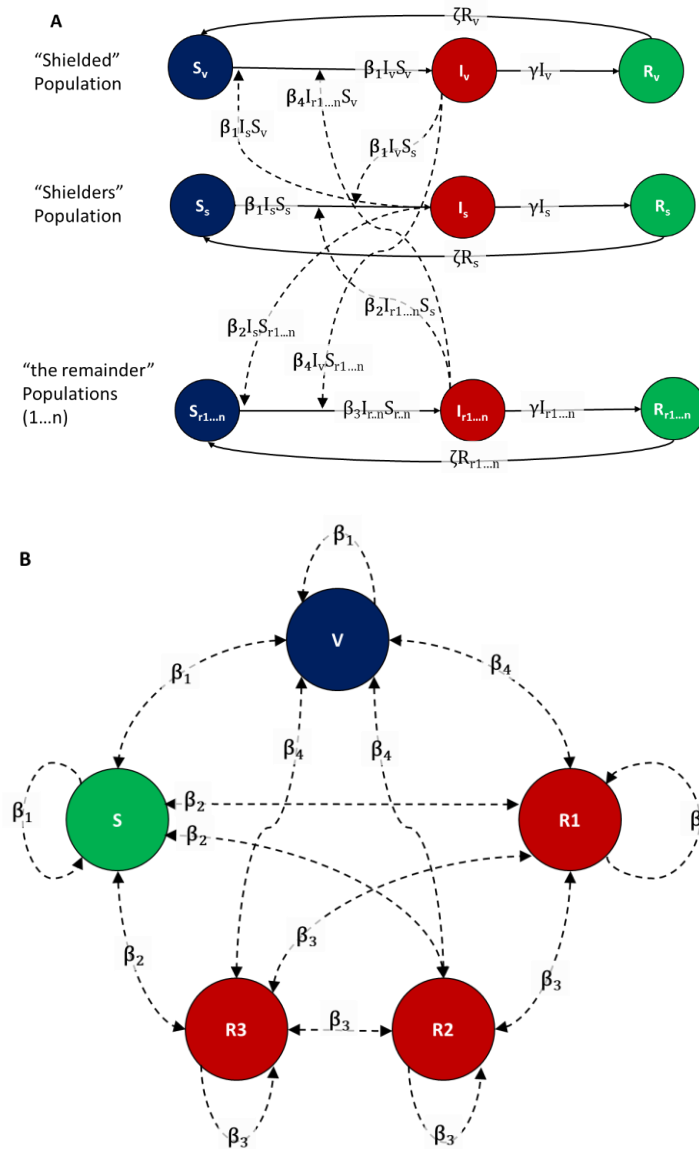 A
ζRᵥ
“Shielded”
Population
Sᵥ
β₁IᵥSᵥ
Iᵥ
γIᵥ
Rᵥ
β₄Iᵣ₁…ₙSᵥ
β₁IₛSᵥ
β₁IᵥSₛ
“Shielders”
Population
Sₛ
β₁IₛSₛ
Iₛ
γIₛ
Rₛ
ζRₛ
β₂Iᵣ₁…ₙSₛ
β₂IₛSᵣ₁…ₙ
β₄IᵥSᵣ₁…ₙ
“the remainder”
Populations
(1…n)
Sᵣ₁…ₙ
β₃Iᵣ..ₙSᵣ..ₙ
Iᵣ₁…ₙ
γIᵣ₁…ₙ
Rᵣ₁…ₙ
ζRᵣ₁…ₙ
B
β₁
V
β₁
β₄
β₄
β₄
β₁
S
β₂
β₂
R1
β
β₃
β₂
β₃
R3
β₃
R2
β₃
β₃